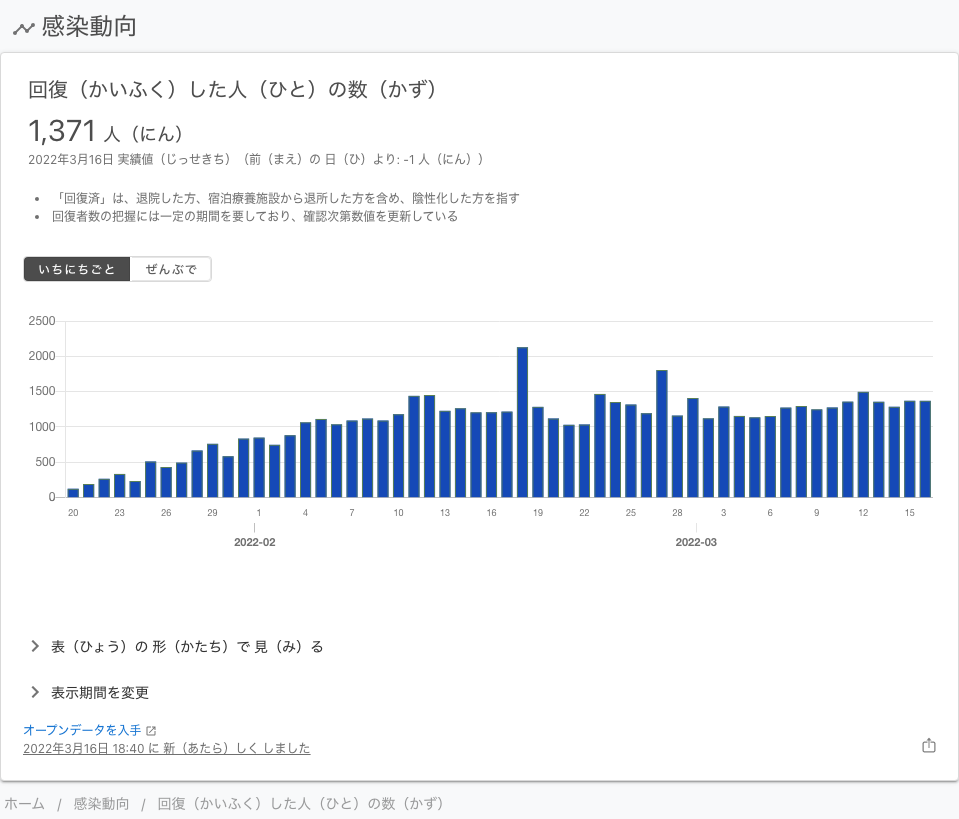 感染動向
回復（かいふく）した人（ひと）の数（かず）
1,371 人（にん）
2022年3月16日 実績値（じっせきち）（前（まえ）の 日（ひ）より: -1 人（にん））
• 「回復済」は、退院した方、宿泊療養施設から退所した方を含め、陰性化した方を指す
• 回復者数の把握には一定の期間を要しており、確認次第数値を更新している
いちにちごと ぜんぶで
2500
2000
1500
1000
500
0
20 23 26 29 1 4 7 10 13 16 19 22 25 28 3 6 9 12 15
2022-02 2022-03
表（ひょう）の 形（かたち）で 見（み）る
表示期間を変更
オープンデータを入手
2022年3月16日 18:40 に 新（あたら）しく しました
ホーム / 感染動向 / 回復（かいふく）した人（ひと）の数（かず）